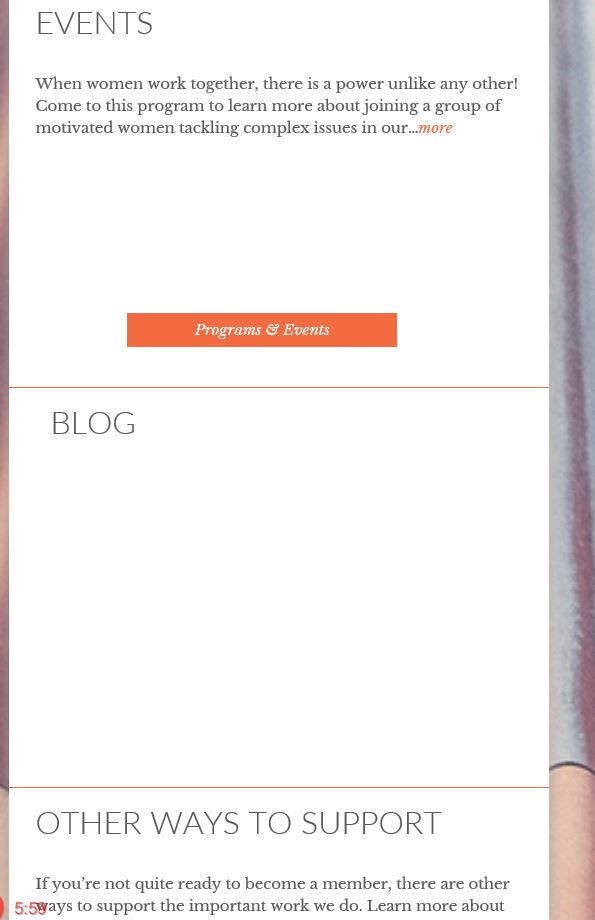 EVENTS
When women work together, there is a power unlike any other!
Come to this program to learn more about joining a group of
motivated women tackling complex issues in our...more
Programs & Events
BLOG
OTHER WAYS TO SUPPORT
If you’re not quite ready to become a member, there are other
ways to support the important work we do. Learn more about